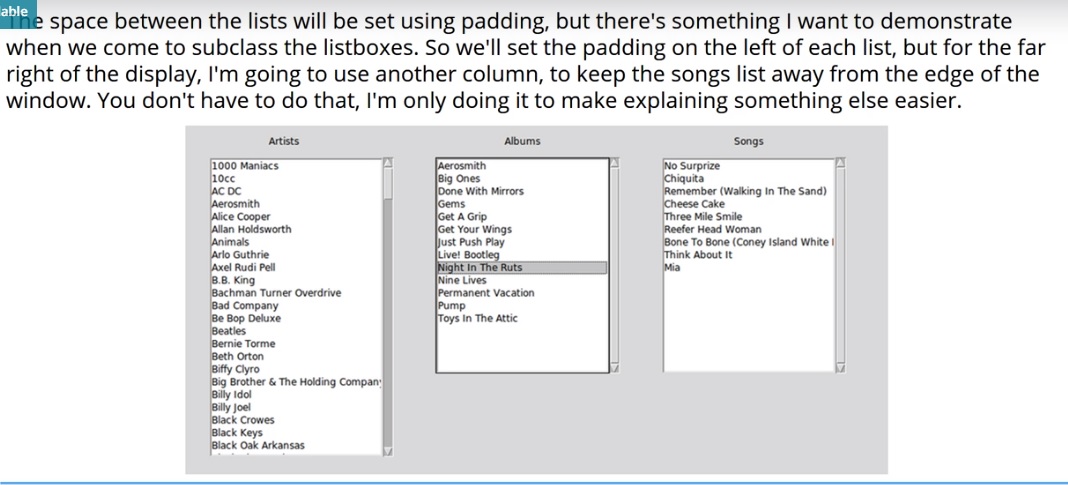 able
The space between the lists will be set using padding, but there's something I want to demonstrate
when we come to subclass the listboxes. So we'll set the padding on the left of each list, but for the far
right of the display, I'm going to use another column, to keep the songs list away from the edge of the
window. You don't have to do that, I'm only doing it to make explaining something else easier.
Artists
1000 Maniacs
10cc
AC DC
Aerosmith
Alice Cooper
Allan Holdsworth
Animals
Arlo Guthrie
Axel Rudi Pell
B.B. King
Bachman Turner Overdrive
Bad Company
Be Bop Deluxe
Beatles
Bernie Torme
Beth Orton
Biffy Clyro
Big Brother & The Holding Company
Billy Idol
Billy Joel
Black Crowes
Black Keys
Black Oak Arkansas
Albums
Aerosmith
Big Ones
Done With Mirrors
Gems
Get A Grip
Get Your Wings
Just Push Play
Live! Bootleg
Night In The Ruts
Nine Lives
Permanent Vacation
Pump
Toys In The Attic
Songs
No Surprize
Chiquita
Remember (Walking In The Sand)
Cheese Cake
Three Mile Smile
Reefer Head Woman
Bone To Bone (Coney Island White
Think About It
Mia